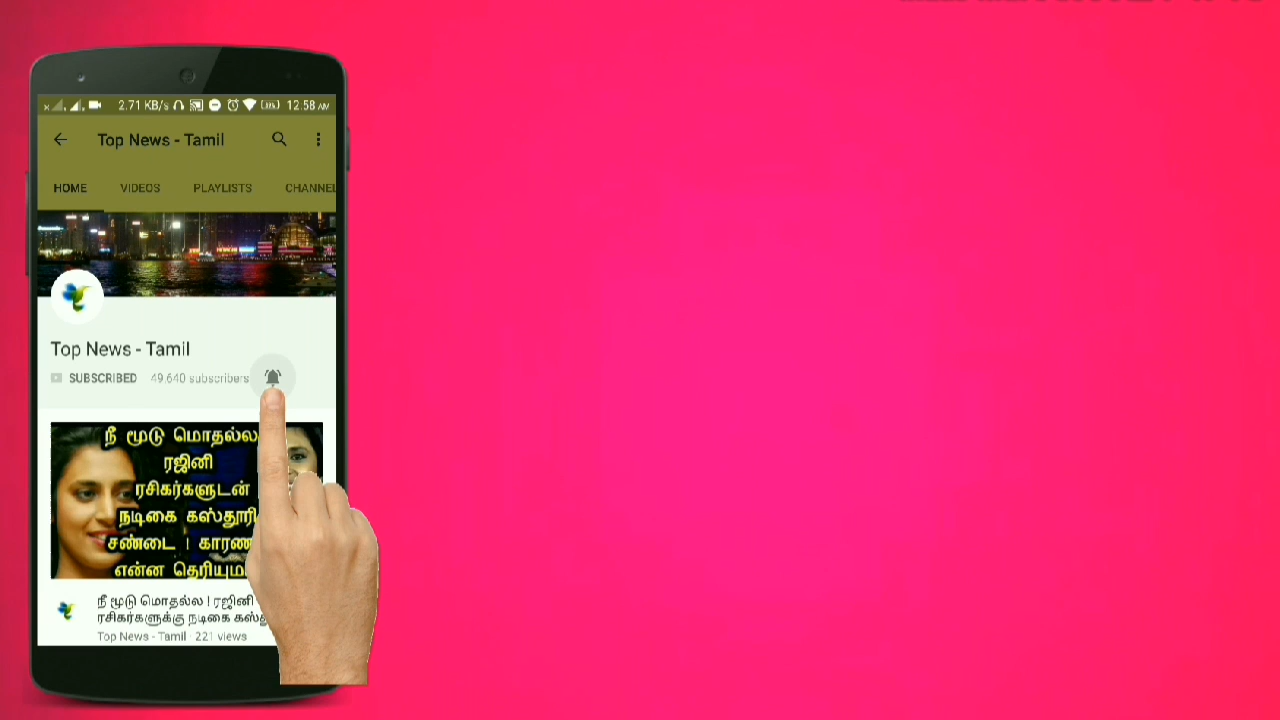 2.71 KB/s 12.58 AM
Top News - Tamil
HOME VIDEOS PLAYLISTS CHANNEL
Top News - Tamil
SUBSCRIBED 49,640 subscribers
நீ மூடு மொதல்ல
ரஜினி
ரசிகர்களுடன்
நடிகை கஸ்தூரி
சண்டை ! காரண
என்ன தெரியும
நீ மூடு மொதல்ல ! ரஜினி
ரசிகர்களுக்கு நடிகை கஸ்
Top News - Tamil · 221 views